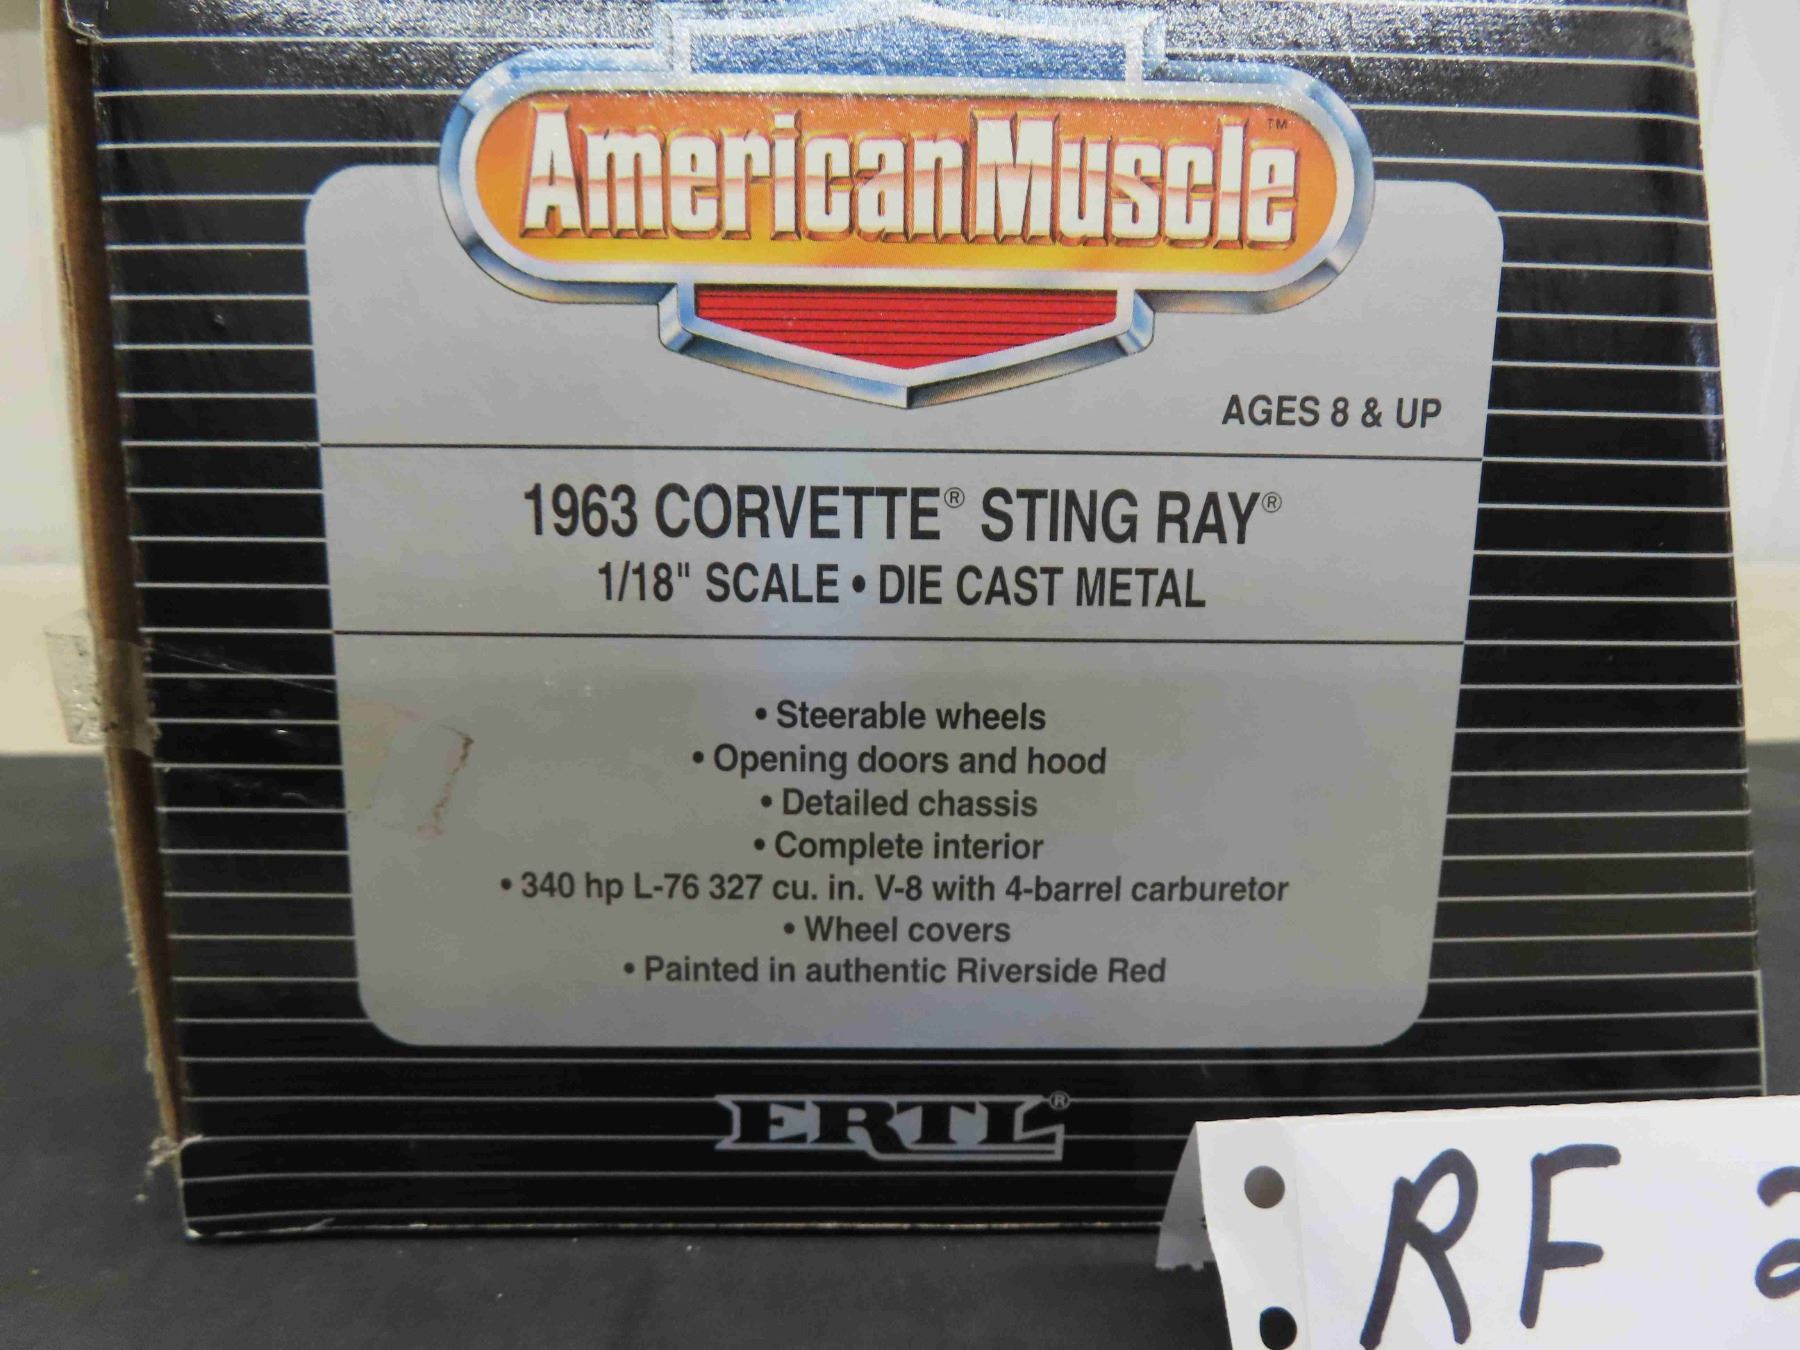 AmericanMuscle™
AGES 8 & UP
1963 CORVETTE® STING RAY®
1/18" SCALE • DIE CAST METAL
• Steerable wheels
• Opening doors and hood
• Detailed chassis
• Complete interior
• 340 hp L-76 327 cu. in. V-8 with 4-barrel carburetor
• Wheel covers
• Painted in authentic Riverside Red
ERTL®
RF